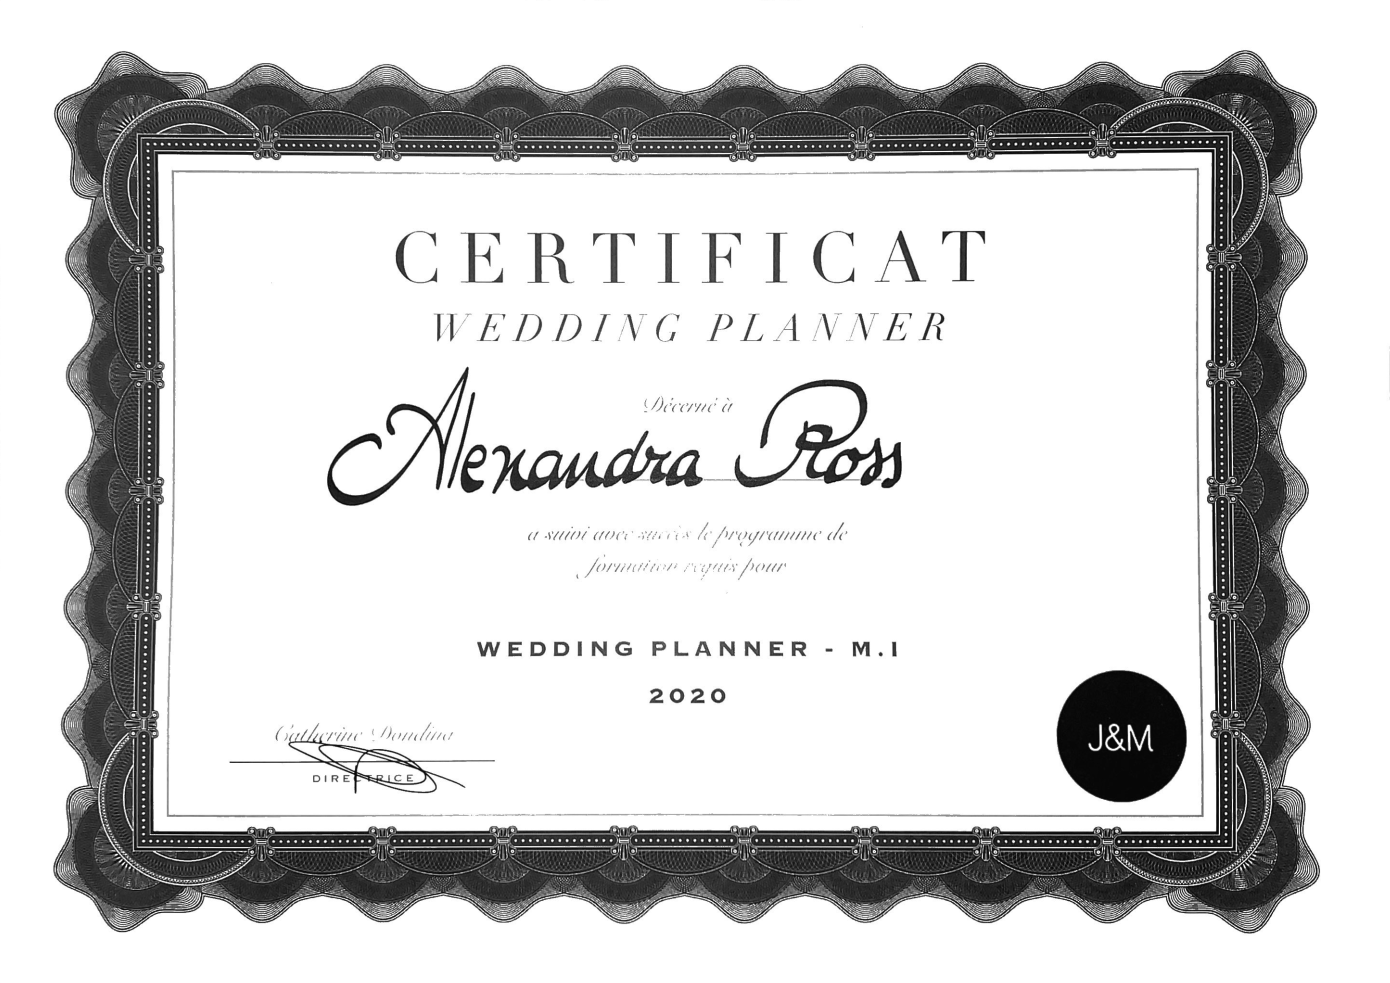 CERTIFICAT
WEDDING PLANNER
Décerné à
Alexandra Ross
a suivi avec succès le programme de
formation requis pour
WEDDING PLANNER - M.I
2020
Catherine Doudina
DIRECTRICE
J&M